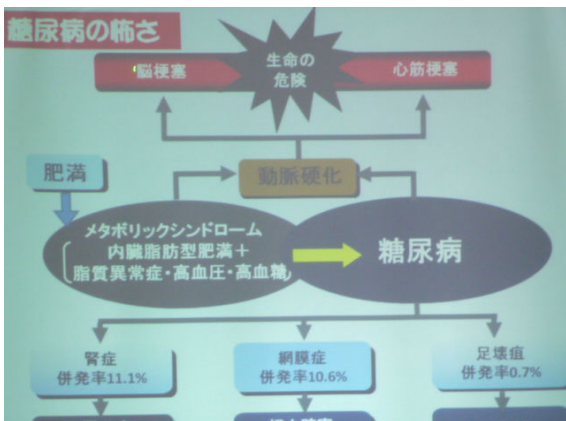 糖尿病の怖さ
生命の
危険
脳梗塞
心筋梗塞
肥満
動脈硬化
メタボリックシンドローム
内臓脂肪型肥満＋
脂質異常症・高血圧・高血糖
糖尿病
腎症
併発率11.1%
網膜症
併発率10.6%
足壊疽
併発率0.7%